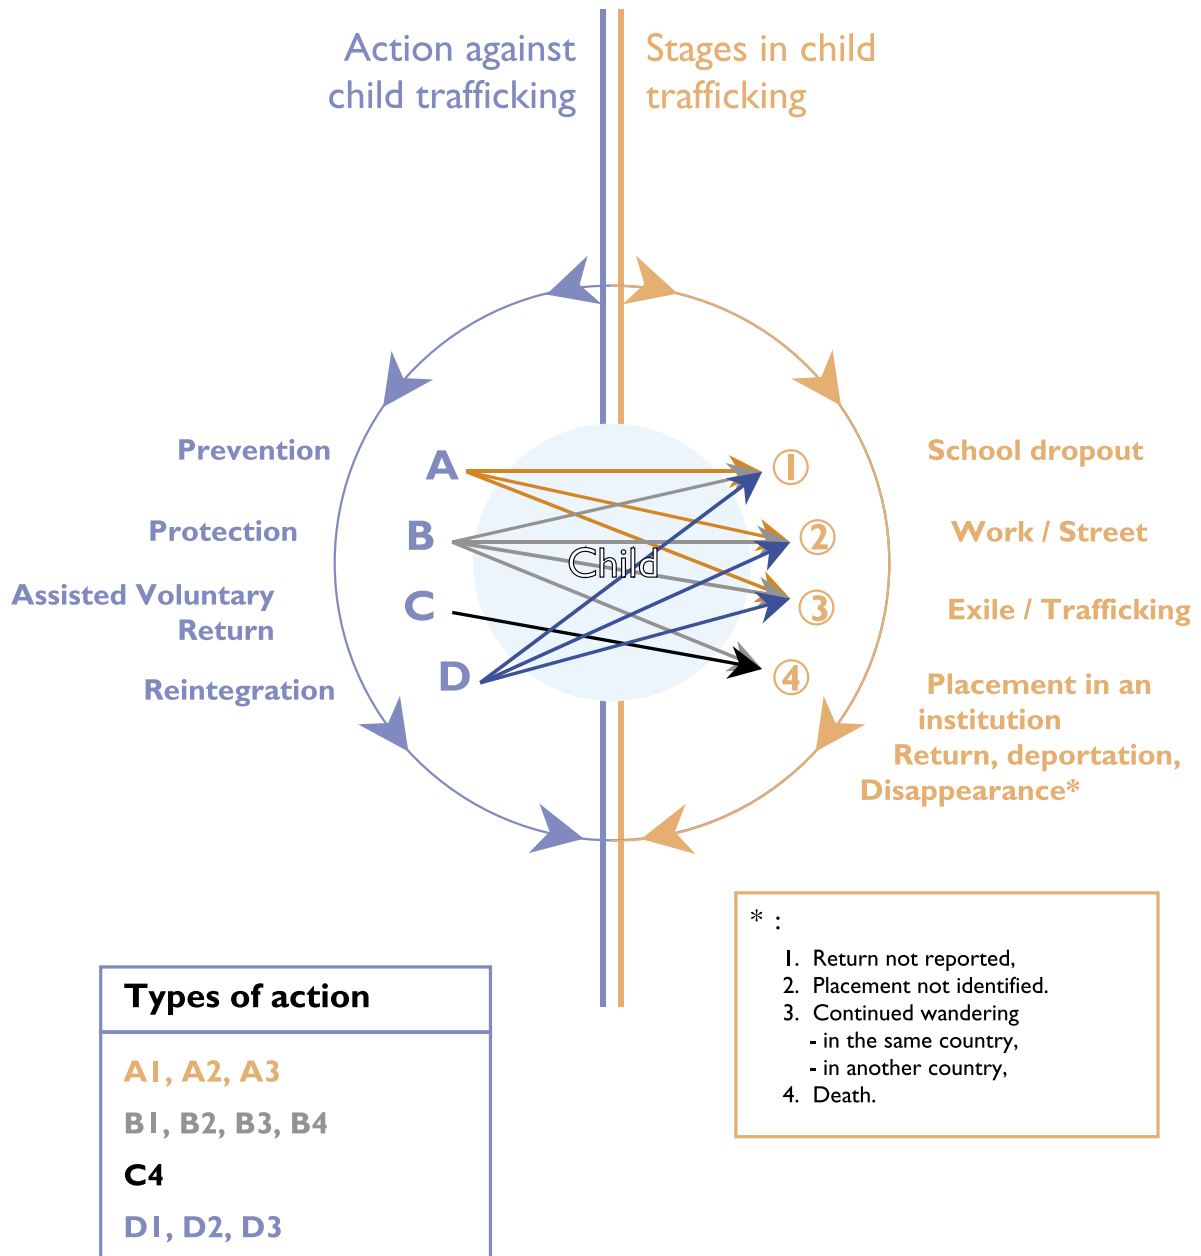 Action against
child trafficking
Stages in child
trafficking
Prevention
A
①
School dropout
Protection
B
②
Work / Street
Child
Assisted Voluntary
Return
C
③
Exile / Trafficking
Reintegration
D
④
Placement in an
institution
Return, deportation,
Disappearance*
* :
1. Return not reported,
2. Placement not identified.
3. Continued wandering
- in the same country,
- in another country,
4. Death.
Types of action
A1, A2, A3
B1, B2, B3, B4
C4
D1, D2, D3